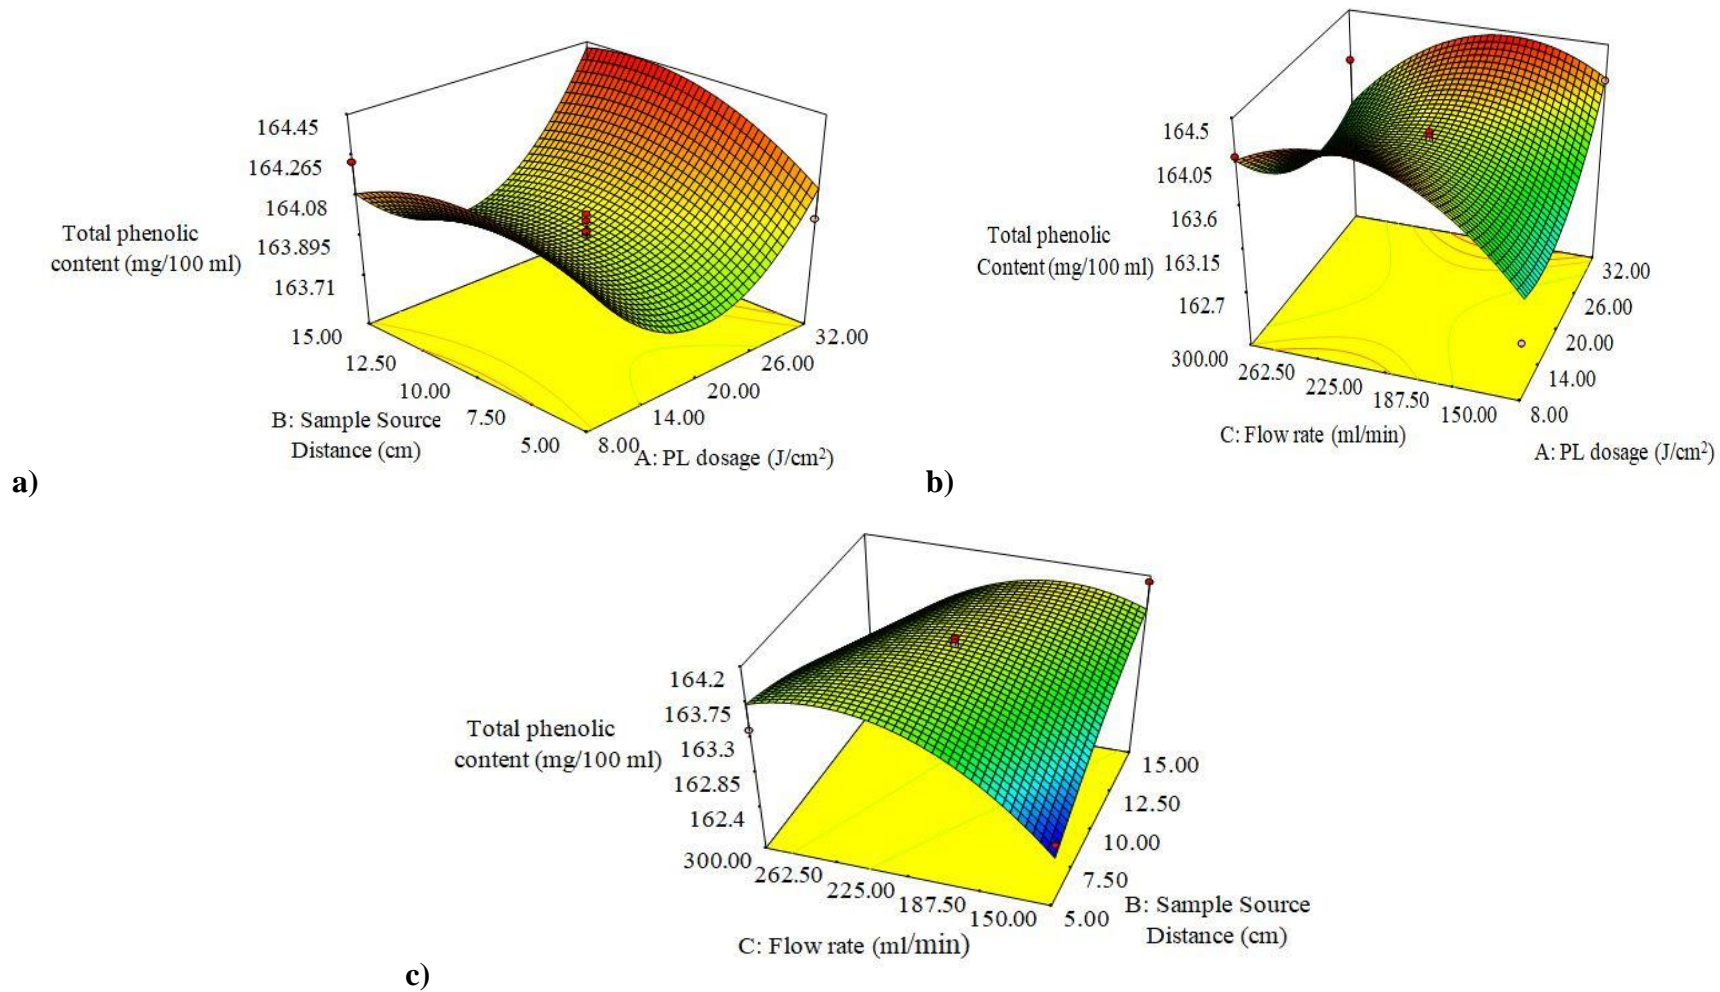 164.45
164.265
164.08
163.895
163.71
Total phenolic
content (mg/100 ml)
15.00
12.50
10.00
7.50
5.00
B: Sample Source
Distance (cm)
8.00
14.00
20.00
26.00
32.00
A: PL dosage (J/cm²)
a)
164.5
164.05
163.6
163.15
162.7
Total phenolic
Content (mg/100 ml)
300.00
262.50
225.00
187.50
150.00
C: Flow rate (ml/min)
8.00
14.00
20.00
26.00
32.00
A: PL dosage (J/cm²)
b)
164.2
163.75
163.3
162.85
162.4
Total phenolic
content (mg/100 ml)
300.00
262.50
225.00
187.50
150.00
C: Flow rate (ml/min)
5.00
7.50
10.00
12.50
15.00
B: Sample Source
Distance (cm)
c)